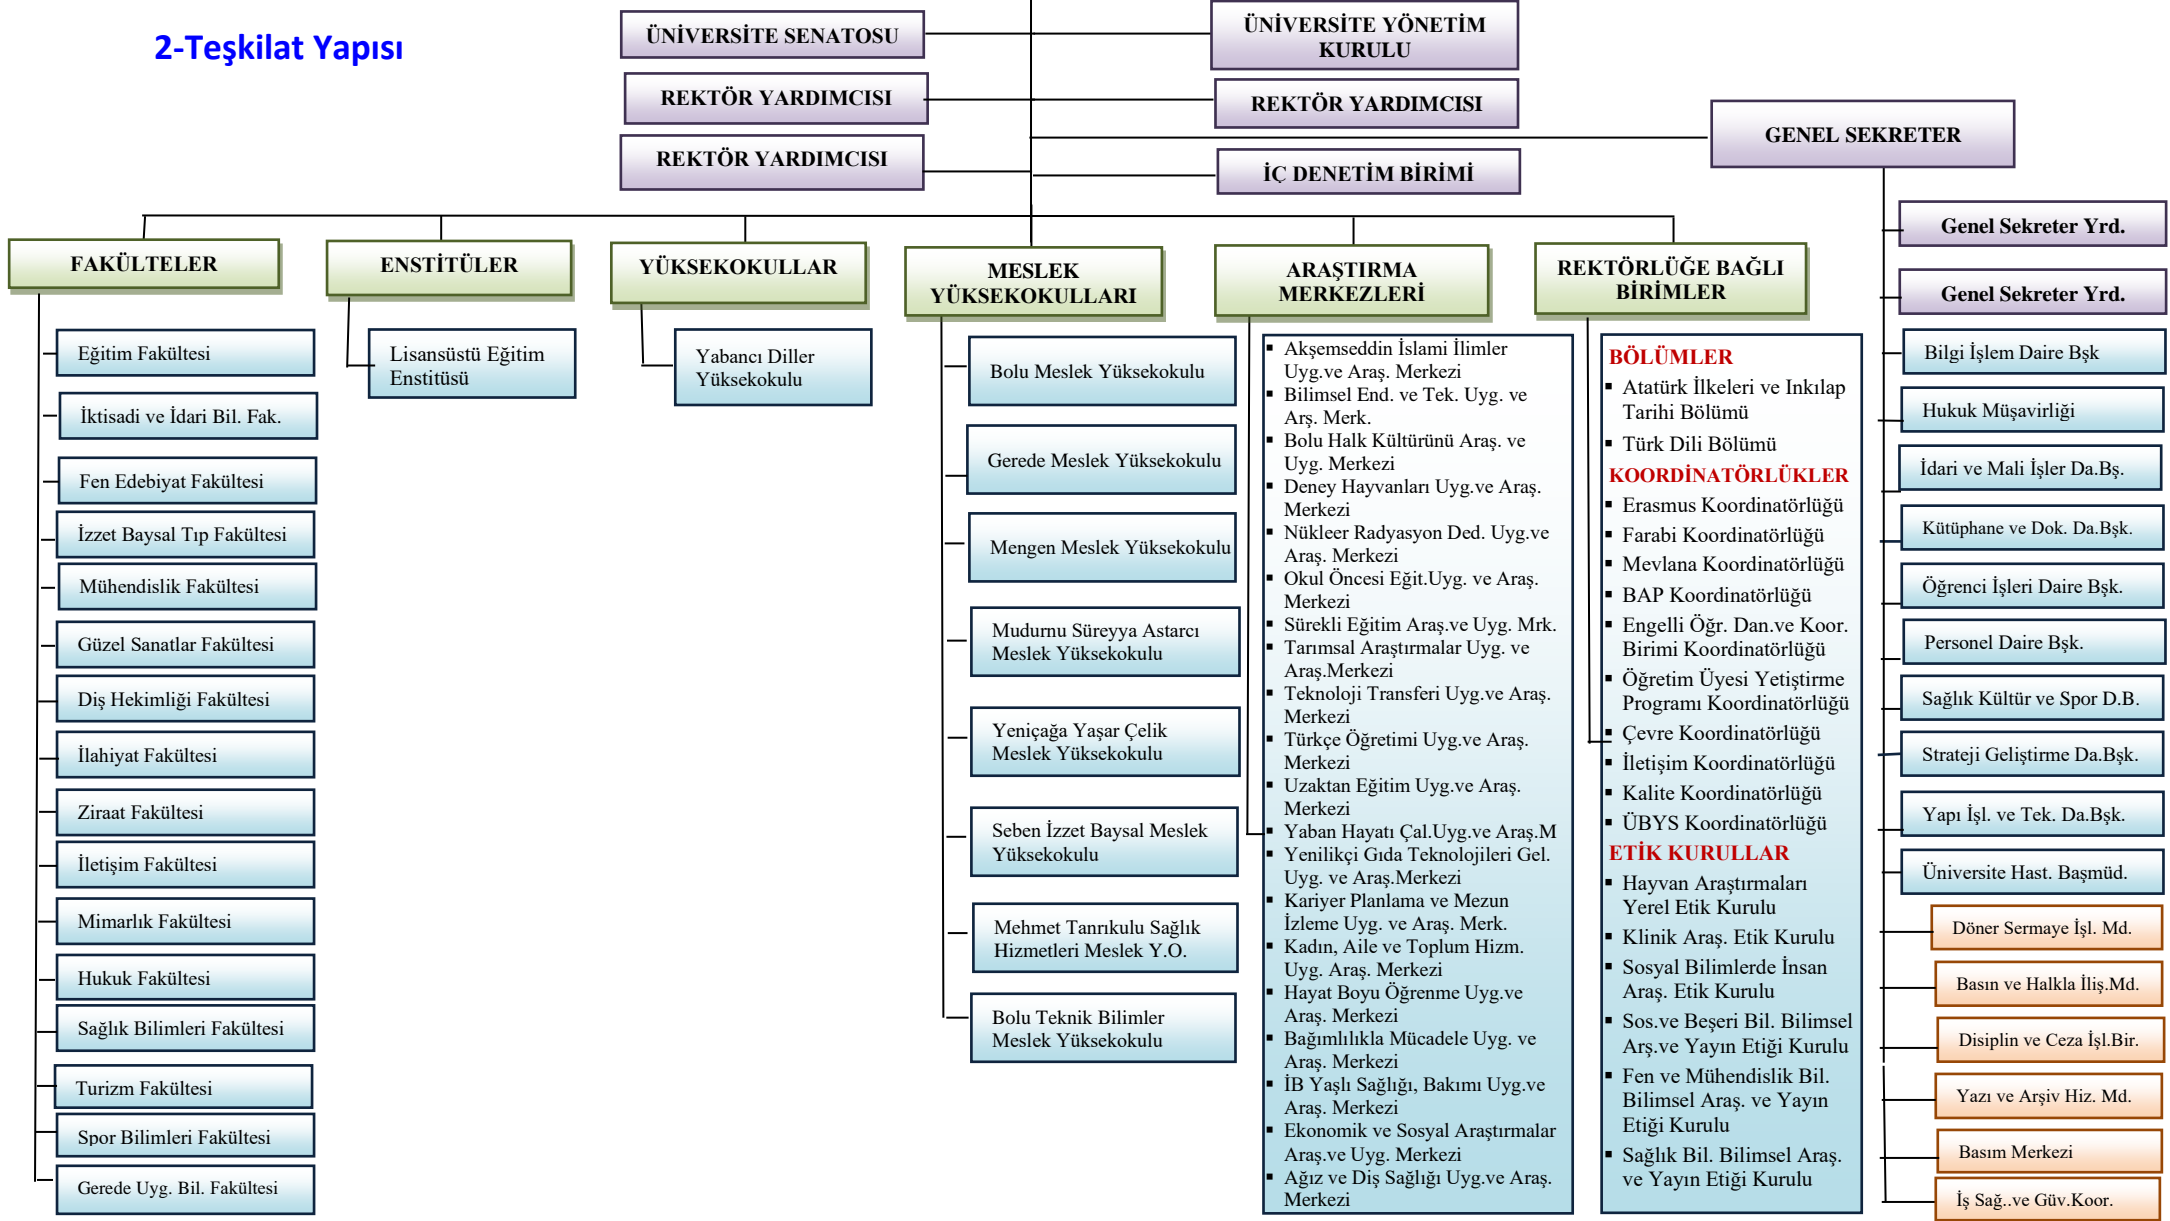 2-Teşkilat Yapısı
ÜNİVERSİTE SENATOSU
ÜNİVERSİTE YÖNETİM
KURULU
REKTÖR YARDIMCISI
REKTÖR YARDIMCISI
REKTÖR YARDIMCISI
İÇ DENETİM BİRİMİ
GENEL SEKRETER
FAKÜLTELER
Eğitim Fakültesi
İktisadi ve İdari Bil. Fak.
Fen Edebiyat Fakültesi
İzzet Baysal Tıp Fakültesi
Mühendislik Fakültesi
Güzel Sanatlar Fakültesi
Diş Hekimliği Fakültesi
İlahiyat Fakültesi
Ziraat Fakültesi
İletişim Fakültesi
Mimarlık Fakültesi
Hukuk Fakültesi
Sağlık Bilimleri Fakültesi
Turizm Fakültesi
Spor Bilimleri Fakültesi
Gerede Uyg. Bil. Fakültesi
ENSTİTÜLER
Lisansüstü Eğitim
Enstitüsü
YÜKSEKOKULLAR
Yabancı Diller
Yüksekokulu
MESLEK
YÜKSEKOKULLARI
Bolu Meslek Yüksekokulu
Gerede Meslek Yüksekokulu
Mengen Meslek Yüksekokulu
Mudurnu Süreyya Astarcı
Meslek Yüksekokulu
Yeniçağa Yaşar Çelik
Meslek Yüksekokulu
Seben İzzet Baysal Meslek
Yüksekokulu
Mehmet Tanrıkulu Sağlık
Hizmetleri Meslek Y.O.
Bolu Teknik Bilimler
Meslek Yüksekokulu
ARAŞTIRMA
MERKEZLERİ
▪ Akşemseddin İslami İlimler
Uyg.ve Araş. Merkezi
▪ Bilimsel End. ve Tek. Uyg. ve
Arş. Merk.
▪ Bolu Halk Kültürünü Araş. ve
Uyg. Merkezi
▪ Deney Hayvanları Uyg.ve Araş.
Merkezi
▪ Nükleer Radyasyon Ded. Uyg.ve
Araş. Merkezi
▪ Okul Öncesi Eğit.Uyg. ve Araş.
Merkezi
▪ Sürekli Eğitim Araş.ve Uyg. Mrk.
▪ Tarımsal Araştırmalar Uyg. ve
Araş.Merkezi
▪ Teknoloji Transferi Uyg.ve Araş.
Merkezi
▪ Türkçe Öğretimi Uyg.ve Araş.
Merkezi
▪ Uzaktan Eğitim Uyg.ve Araş.
Merkezi
▪ Yaban Hayatı Çal.Uyg.ve Araş.M
▪ Yenilikçi Gıda Teknolojileri Gel.
Uyg. ve Araş.Merkezi
▪ Kariyer Planlama ve Mezun
İzleme Uyg. ve Araş. Merk.
▪ Kadın, Aile ve Toplum Hizm.
Uyg. Araş. Merkezi
▪ Hayat Boyu Öğrenme Uyg.ve
Araş. Merkezi
▪ Bağımlılıkla Mücadele Uyg. ve
Araş. Merkezi
▪ İB Yaşlı Sağlığı, Bakımı Uyg.ve
Araş. Merkezi
▪ Ekonomik ve Sosyal Araştırmalar
Araş.ve Uyg. Merkezi
▪ Ağız ve Diş Sağlığı Uyg.ve Araş.
Merkezi
REKTÖRLÜĞE BAĞLI
BİRİMLER
BÖLÜMLER
▪ Atatürk İlkeleri ve Inkılap
Tarihi Bölümü
▪ Türk Dili Bölümü
KOORDİNATÖRLÜKLER
▪ Erasmus Koordinatörlüğü
▪ Farabi Koordinatörlüğü
▪ Mevlana Koordinatörlüğü
▪ BAP Koordinatörlüğü
▪ Engelli Öğr. Dan.ve Koor.
Birimi Koordinatörlüğü
▪ Öğretim Üyesi Yetiştirme
Programı Koordinatörlüğü
▪ Çevre Koordinatörlüğü
▪ İletişim Koordinatörlüğü
▪ Kalite Koordinatörlüğü
▪ ÜBYS Koordinatörlüğü
ETİK KURULLAR
▪ Hayvan Araştırmaları
Yerel Etik Kurulu
▪ Klinik Araş. Etik Kurulu
▪ Sosyal Bilimlerde İnsan
Araş. Etik Kurulu
▪ Sos.ve Beşeri Bil. Bilimsel
Arş.ve Yayın Etiği Kurulu
▪ Fen ve Mühendislik Bil.
Bilimsel Araş. ve Yayın
Etiği Kurulu
▪ Sağlık Bil. Bilimsel Araş.
ve Yayın Etiği Kurulu
Genel Sekreter Yrd.
Genel Sekreter Yrd.
Bilgi İşlem Daire Bşk
Hukuk Müşavirliği
İdari ve Mali İşler Da.Bş.
Kütüphane ve Dok. Da.Bşk.
Öğrenci İşleri Daire Bşk.
Personel Daire Bşk.
Sağlık Kültür ve Spor D.B.
Strateji Geliştirme Da.Bşk.
Yapı İşl. ve Tek. Da.Bşk.
Üniversite Hast. Başmüd.
Döner Sermaye İşl. Md.
Basın ve Halkla İliş.Md.
Disiplin ve Ceza İşl.Bir.
Yazı ve Arşiv Hiz. Md.
Basım Merkezi
İş Sağ..ve Güv.Koor.